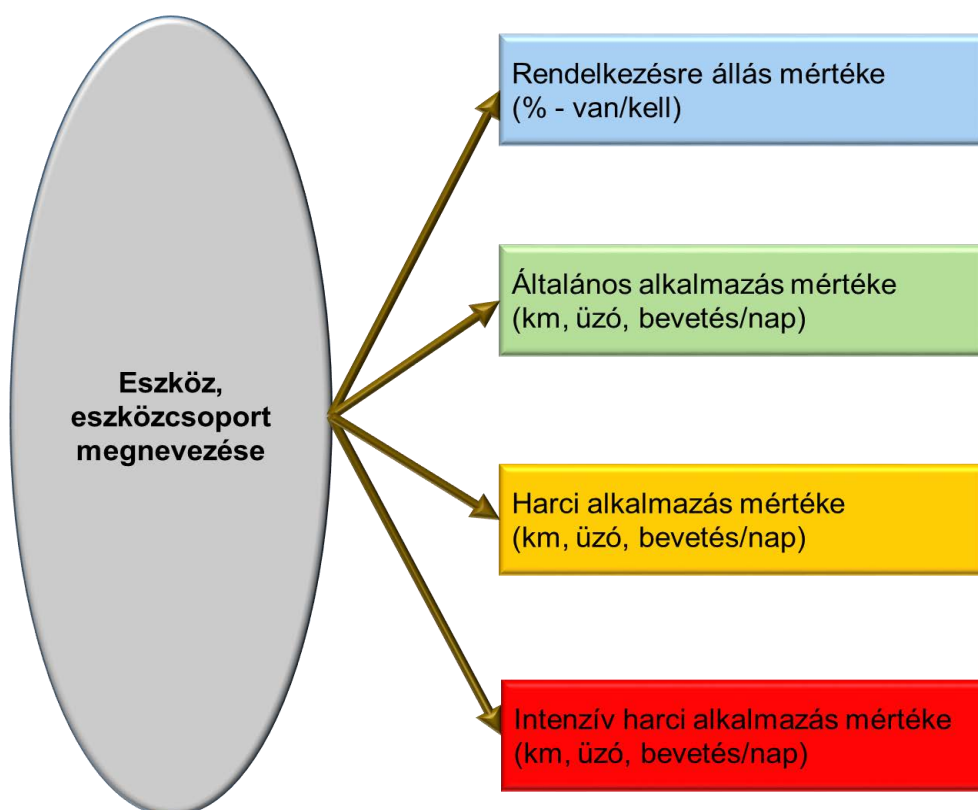 Eszköz,
eszközcsoport
megnevezése
Rendelkezésre állás mértéke
(% - van/kell)
Általános alkalmazás mértéke
(km, üzó, bevetés/nap)
Harci alkalmazás mértéke
(km, üzó, bevetés/nap)
Intenzív harci alkalmazás mértéke
(km, üzó, bevetés/nap)